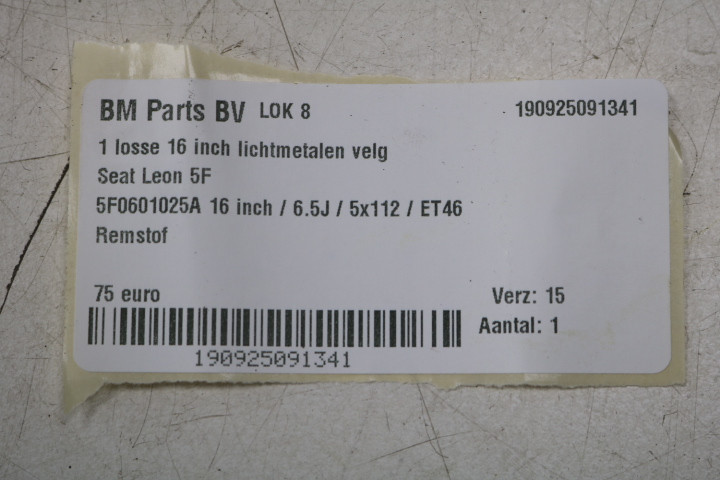 BM Parts BV LOK 8 190925091341
1 losse 16 inch lichtmetalen velg
Seat Leon 5F
5F0601025A 16 inch / 6.5J / 5x112 / ET46
Remstof
75 euro Verz: 15
Aantal: 1
190925091341